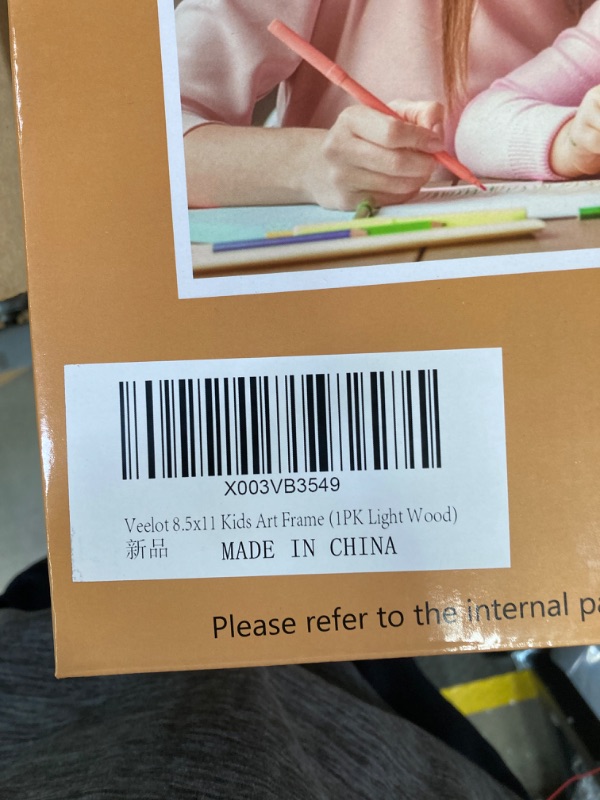 X003VB3549
Veelot 8.5x11 Kids Art Frame (1PK Light Wood)
新品 MADE IN CHINA
Please refer to the internal